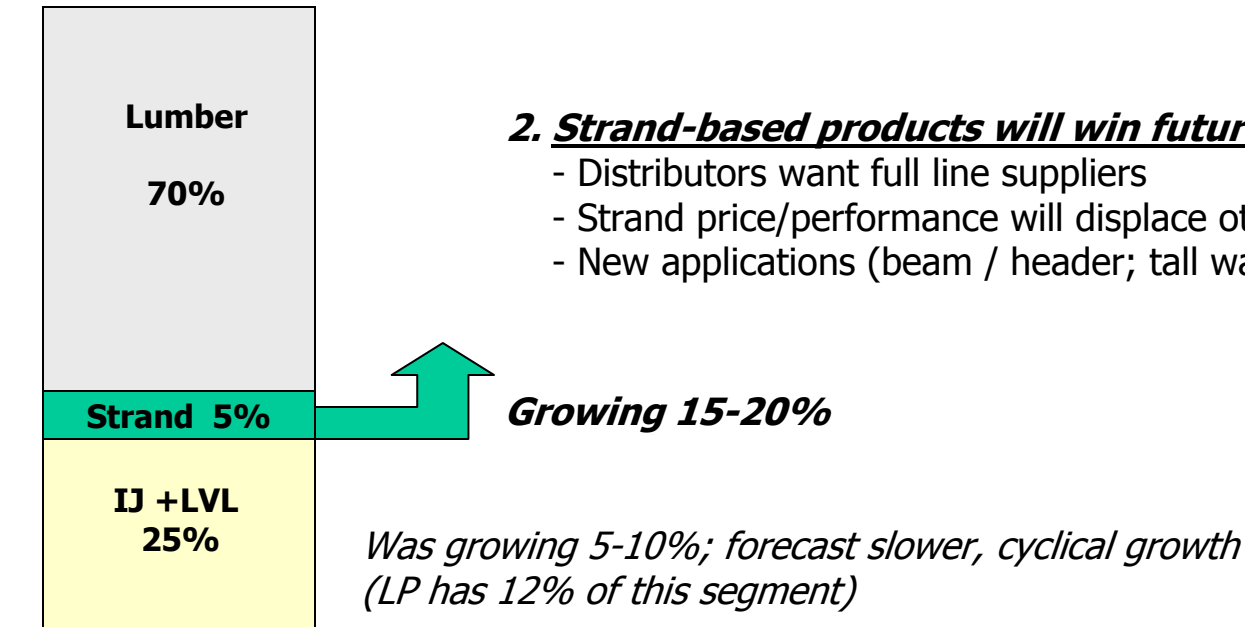 Lumber
70%
2. Strand-based products will win
- Distributors want full line suppliers
- Strand price/performance will displace
- New applications (beam / header; tall
Strand 5%
Growing 15-20%
IJ +LVL
25%
Was growing 5-10%; forecast slower, cyclical growth
(LP has 12% of this segment)